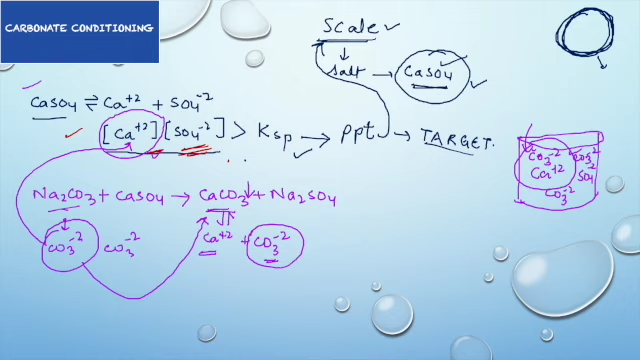 CARBONATE CONDITIONING
Scale
↓
Salt → CaSO4
CaSO4 ⇌ Ca+2 + SO4-2
[Ca+2] [SO4-2] > Ksp → ppt → TARGET.
Na2CO3 + CaSO4 → CaCO3↓ + Na2SO4
CO3-2 CO3-2 Ca+2 + CO3-2
CO3-2 CO3-2
Ca+2 SO4-2
CO3-2